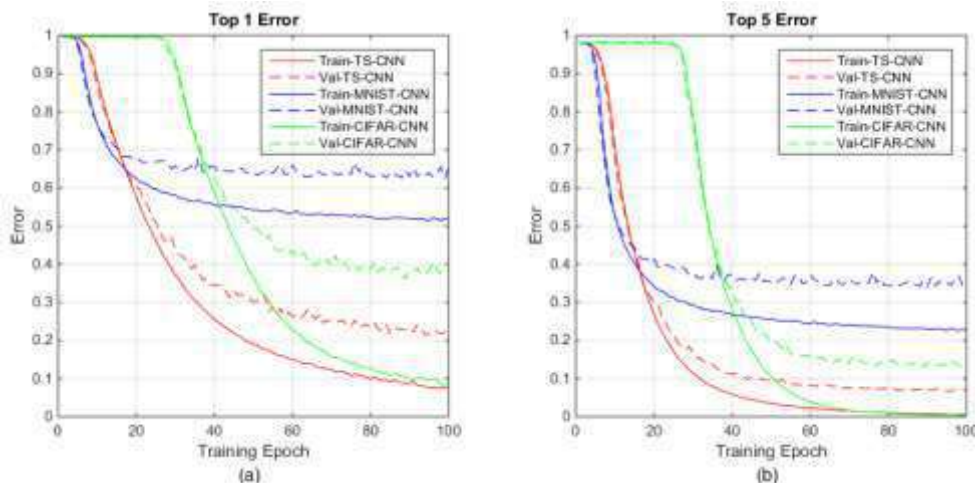 Top 1 Error
1
0.9
0.8
0.7
0.6
0.5
0.4
0.3
0.2
0.1
0
Error
Train-TS-CNN
Val-TS-CNN
Train-MNIST-CNN
Val-MNIST-CNN
Train-CIFAR-CNN
Val-CIFAR-CNN
0 20 40 60 80 100
Training Epoch
(a)
Top 5 Error
1
0.9
0.8
0.7
0.6
0.5
0.4
0.3
0.2
0.1
0
Error
Train-TS-CNN
Val-TS-CNN
Train-MNIST-CNN
Val-MNIST-CNN
Train-CIFAR-CNN
Val-CIFAR-CNN
0 20 40 60 80 100
Training Epoch
(b)